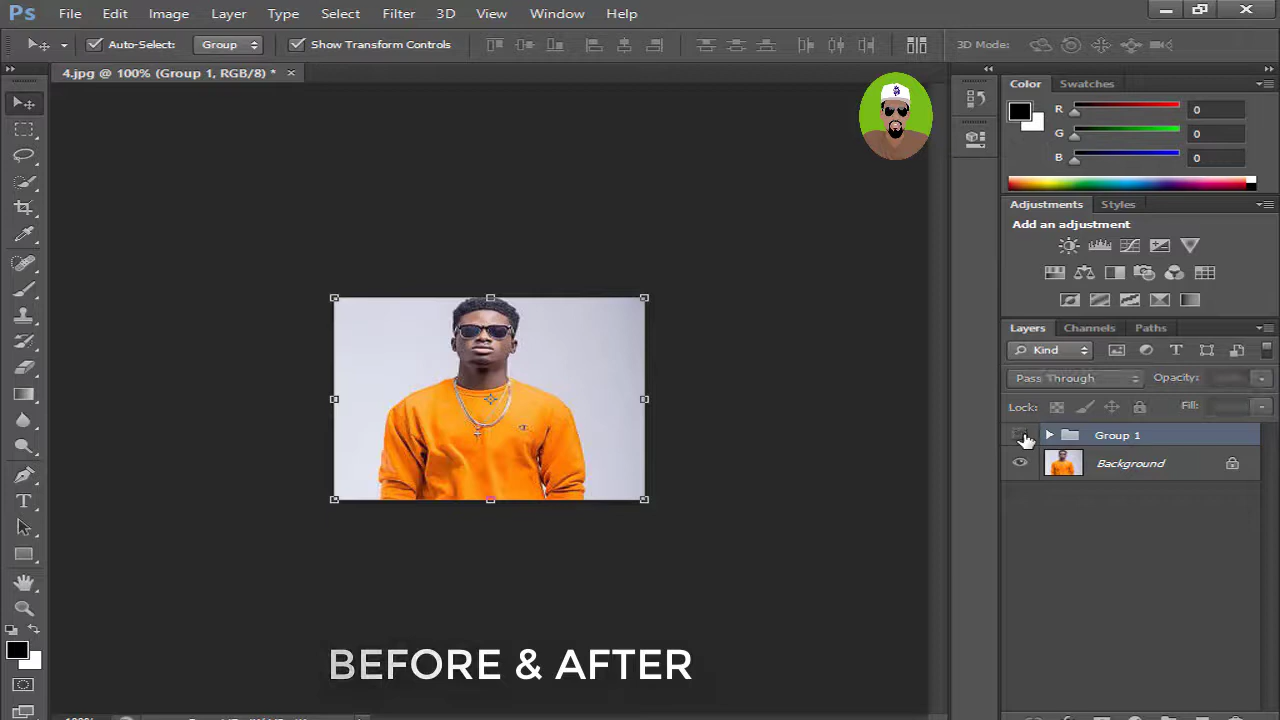 Ps File Edit Image Layer Type Select Filter 3D View Window Help
Auto-Select: Group Show Transform Controls 3D Mode:
4.jpg @ 100% (Group 1, RGB/8) * ×
Color Swatches
R 0
G 0
B 0
Adjustments Styles
Add an adjustment
Layers Channels Paths
Kind
Pass Through Opacity:
Lock: Fill:
Group 1
Background
BEFORE & AFTER